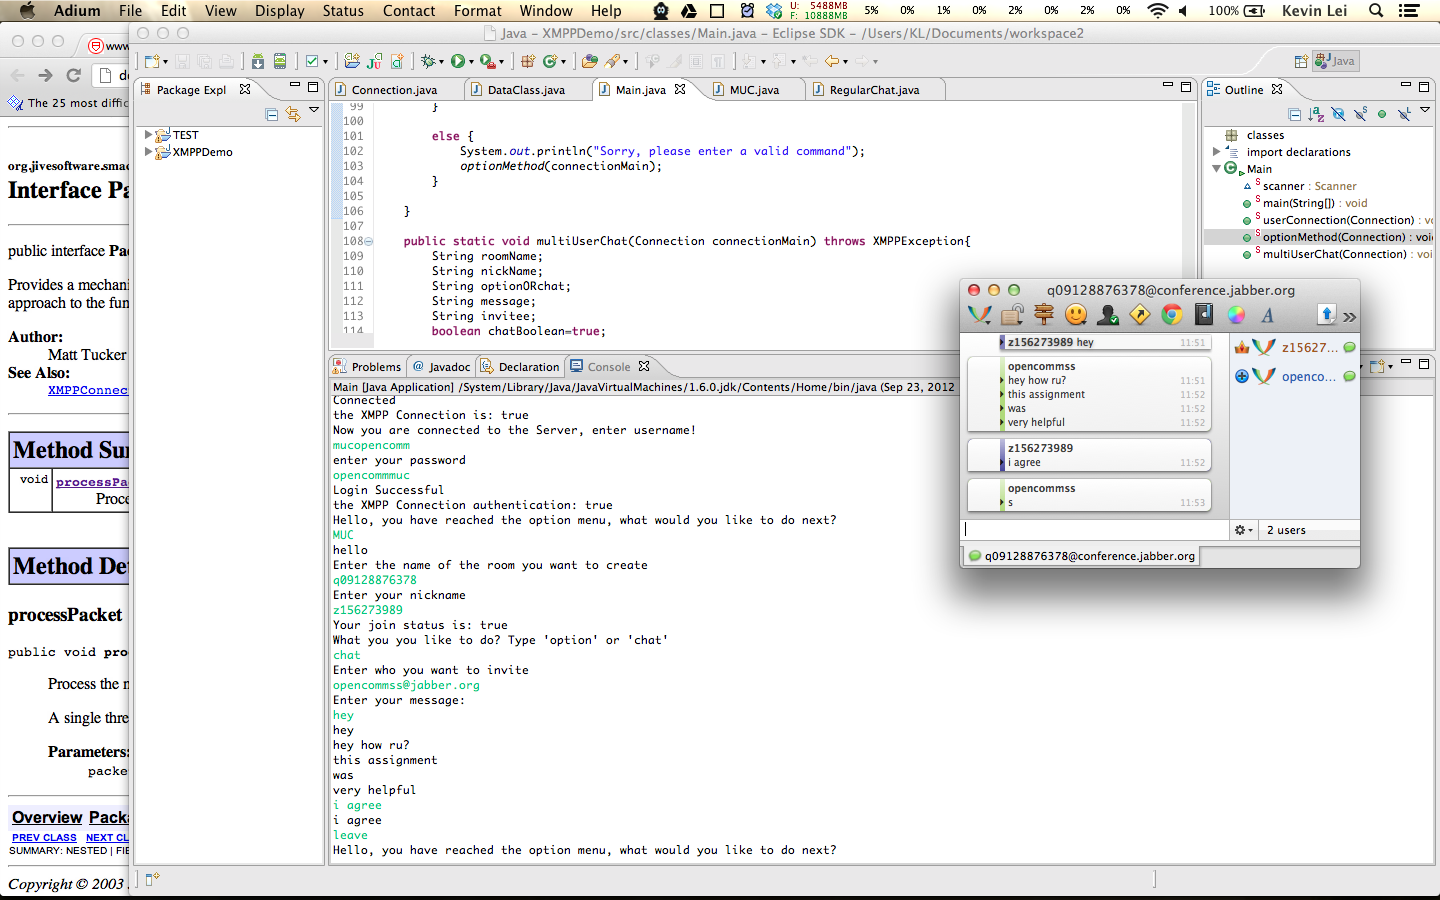 Adium File Edit View Display Status Contact Format Window Help
U: 5488MB
F: 10888MB
5% 0% 1% 0% 2% 0% 2% 0% 100% Kevin Lei
Java – XMPPDemo/src/classes/Main.java – Eclipse SDK – /Users/KL/Documents/workspace2
www
de
The 25 most diffic
org.jivesoftware.smac
Interface Pa
public interface Pac
Provides a mechani
approach to the fun
Author:
Matt Tucker
See Also:
XMPPConnec
Method Sum
void processPa
Proce
Method Det
processPacket
public void pro
Process the n
A single thre
Parameters:
packe
Overview Packa
PREV CLASS NEXT CL
SUMMARY: NESTED | FIE
Copyright © 2003
Package Expl
TEST
XMPPDemo
Connection.java DataClass.java Main.java MUC.java RegularChat.java
99 }
100
101 else {
102 System.out.println("Sorry, please enter a valid command");
103 optionMethod(connectionMain);
104 }
105
106 }
107
108 public static void multiUserChat(Connection connectionMain) throws XMPPException{
109 String roomName;
110 String nickName;
111 String optionORchat;
112 String message;
113 String invitee;
114 boolean chatBoolean=true;
Java
Outline
classes
import declarations
Main
scanner : Scanner
main(String[]) : void
userConnection(Connection) : v
optionMethod(Connection) : void
multiUserChat(Connection) : vo
Problems Javadoc Declaration Console
Main [Java Application] /System/Library/Java/JavaVirtualMachines/1.6.0.jdk/Contents/Home/bin/java (Sep 23, 2012
Connected
the XMPP Connection is: true
Now you are connected to the Server, enter username!
mucopencomm
enter your password
opencommmuc
Login Successful
the XMPP Connection authentication: true
Hello, you have reached the option menu, what would you like to do next?
MUC
hello
Enter the name of the room you want to create
q09128876378
Enter your nickname
z156273989
Your join status is: true
What you you like to do? Type 'option' or 'chat'
chat
Enter who you want to invite
opencommss@jabber.org
Enter your message:
hey
hey
hey how ru?
this assignment
was
very helpful
i agree
i agree
leave
Hello, you have reached the option menu, what would you like to do next?
q09128876378@conference.jabber.org
z156273989 hey 11:51
opencommss
hey how ru? 11:51
this assignment 11:52
was 11:52
very helpful 11:52
z156273989
i agree 11:52
opencommss
s 11:53
z15627...
openco...
2 users
q09128876378@conference.jabber.org